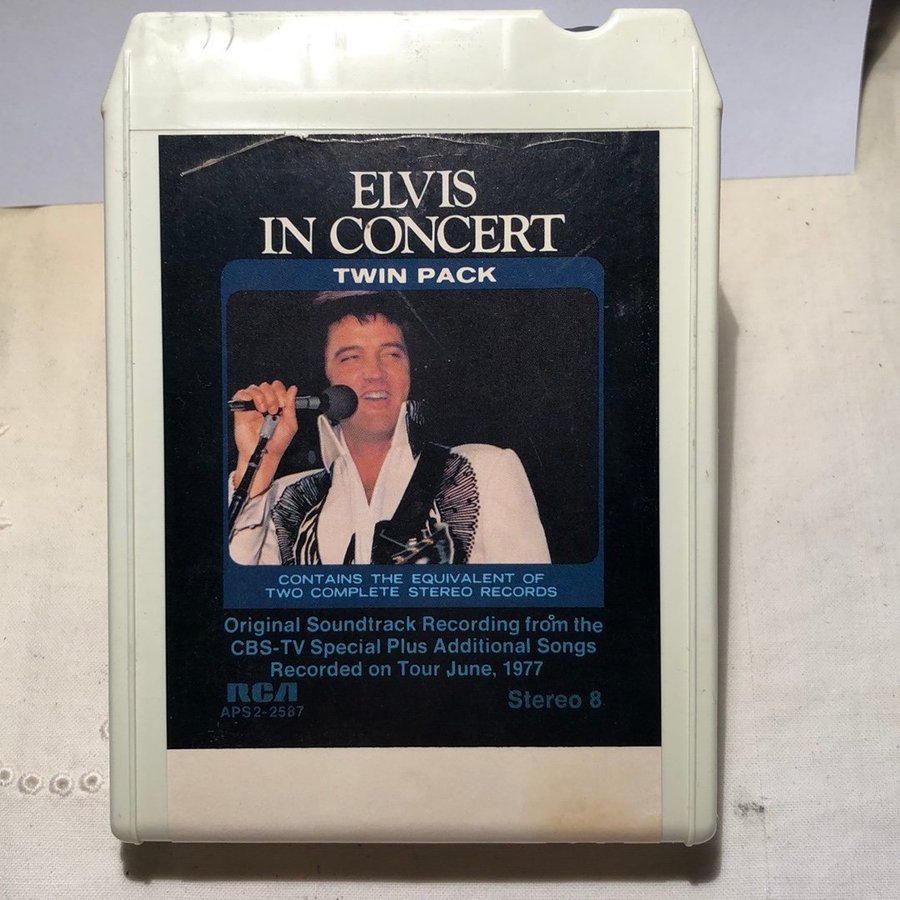 ELVIS
IN CONCERT
TWIN PACK
CONTAINS THE EQUIVALENT OF
TWO COMPLETE STEREO RECORDS
Original Soundtrack Recording from the
CBS-TV Special Plus Additional Songs
Recorded on Tour June, 1977
RCA
APS2-2587
Stereo 8